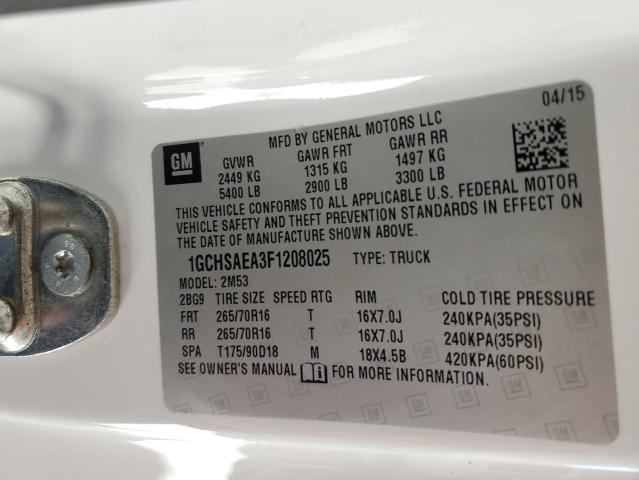 04/15
MFD BY GENERAL MOTORS LLC
GM
GVWR GAWR FRT GAWR RR
2449 KG 1315 KG 1497 KG
5400 LB 2900 LB 3300 LB
THIS VEHICLE CONFORMS TO ALL APPLICABLE U.S. FEDERAL MOTOR
VEHICLE SAFETY AND THEFT PREVENTION STANDARDS IN EFFECT ON
THE DATE OF MANUFACTURE SHOWN ABOVE.
1GCHSAEA3F1208025 TYPE: TRUCK
MODEL: 2M53
2BG9 TIRE SIZE SPEED RTG RIM COLD TIRE PRESSURE
FRT 265/70R16 T 16X7.0J 240KPA(35PSI)
RR 265/70R16 T 16X7.0J 240KPA(35PSI)
SPA T175/90D18 M 18X4.5B 420KPA(60PSI)
SEE OWNER'S MANUAL FOR MORE INFORMATION.